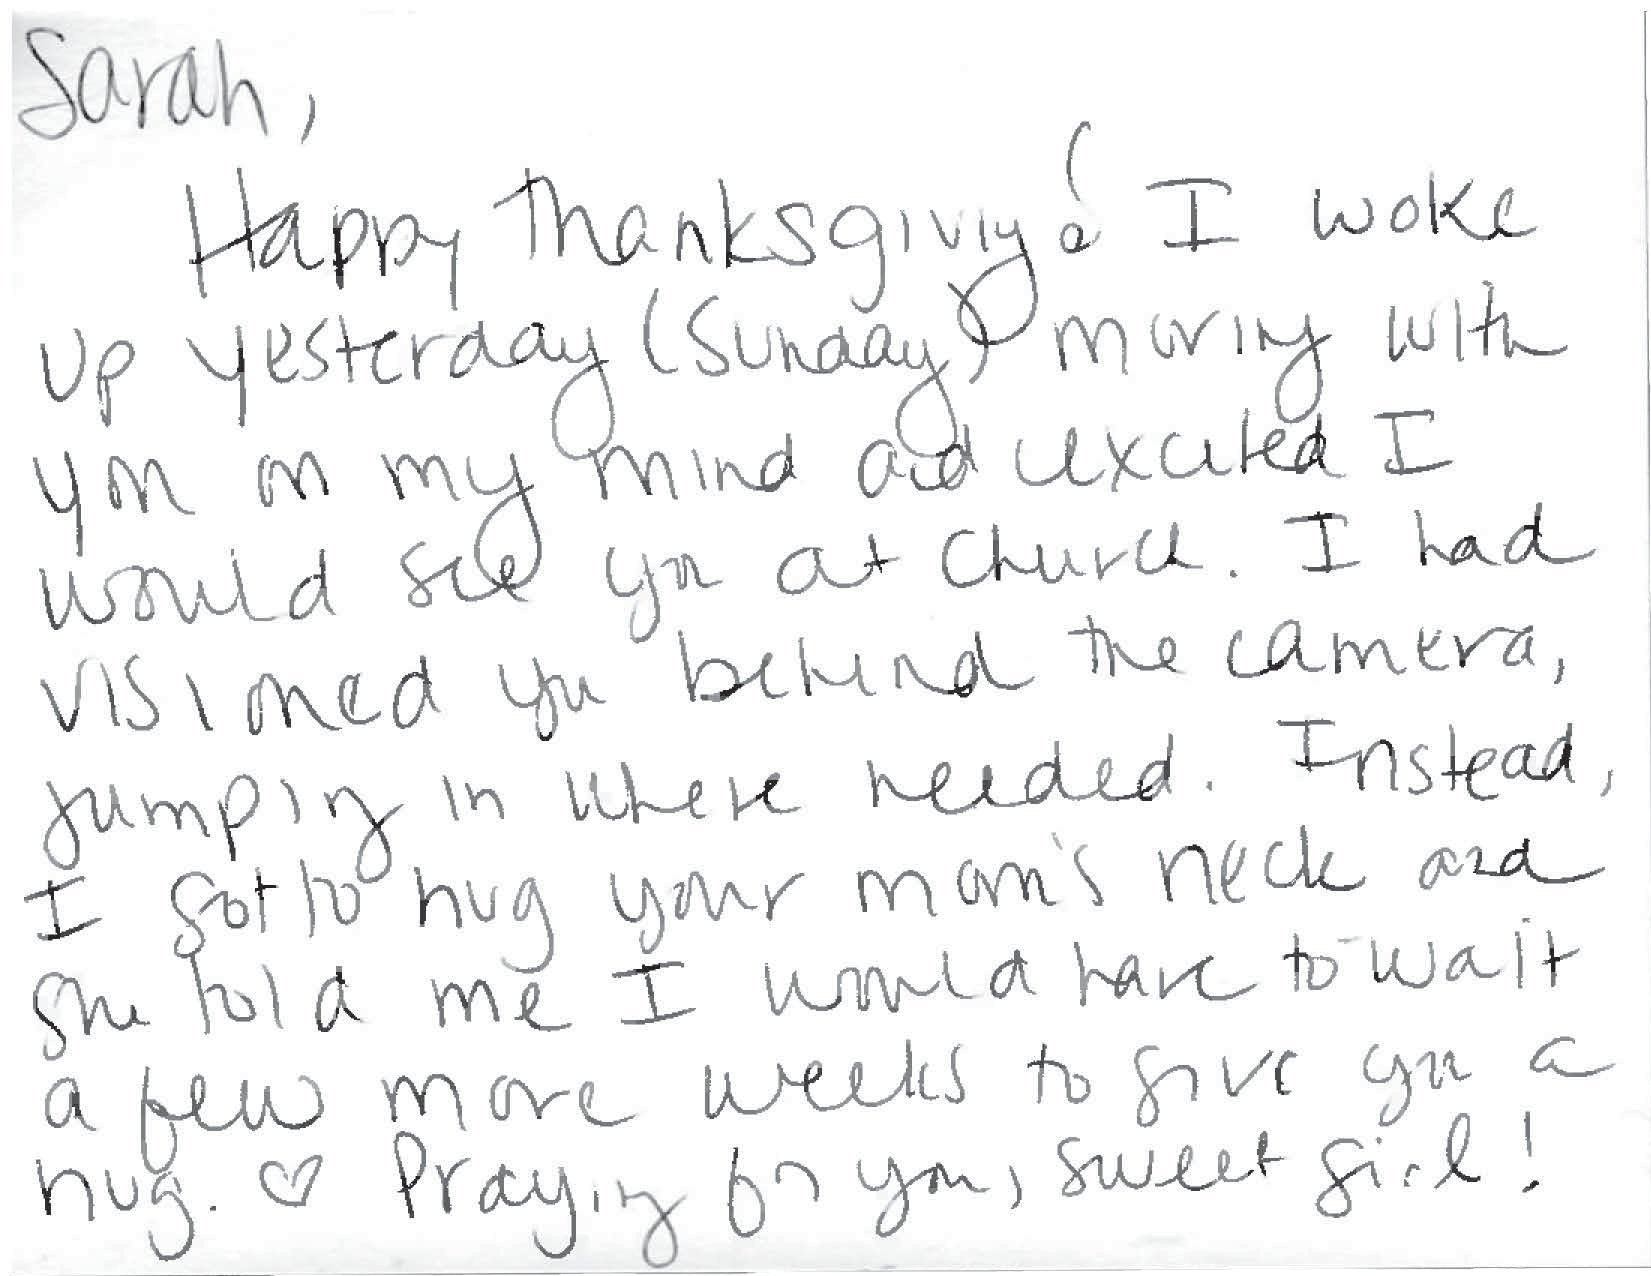 Sarah,
Happy Thanksgiving! I woke
up yesterday (Sunday) morning with
you on my mind and excited I
would see you at church. I had
visioned you behind the camera,
jumping in where needed. Instead,
I got to hug your mom's neck and
she told me I would have to wait
a few more weeks to give you a
hug. ♡ Praying for you, sweet girl!